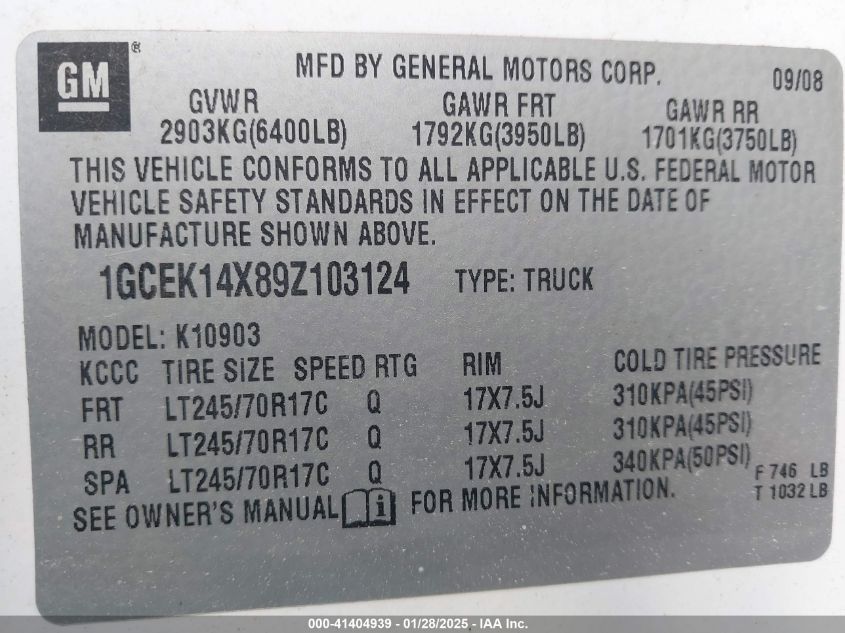 GM ®
MFD BY GENERAL MOTORS CORP. 09/08
GVWR GAWR FRT GAWR RR
2903KG(6400LB) 1792KG(3950LB) 1701KG(3750LB)
THIS VEHICLE CONFORMS TO ALL APPLICABLE U.S. FEDERAL MOTOR
VEHICLE SAFETY STANDARDS IN EFFECT ON THE DATE OF
MANUFACTURE SHOWN ABOVE.
1GCEK14X89Z103124 TYPE: TRUCK
MODEL: K10903
KCCC TIRE SIZE SPEED RTG RIM COLD TIRE PRESSURE
FRT LT245/70R17C Q 17X7.5J 310KPA(45PSI)
RR LT245/70R17C Q 17X7.5J 310KPA(45PSI)
SPA LT245/70R17C Q 17X7.5J 340KPA(50PSI)
F 746 LB
T 1032 LB
SEE OWNER'S MANUAL i FOR MORE INFORMATION.
000-41404939 - 01/28/2025 - IAA Inc.